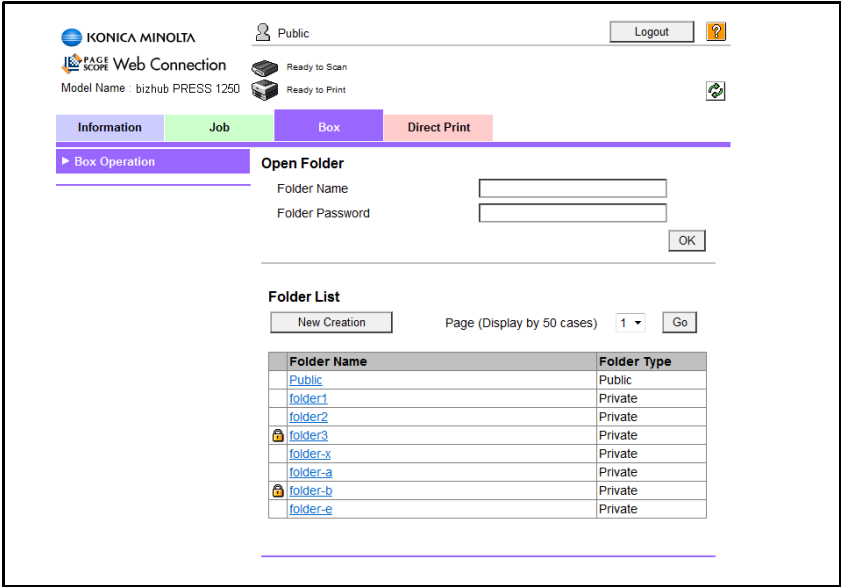 KONICA MINOLTA
Public
Logout
?
PAGE SCOPE Web Connection
Ready to Scan
Model Name : bizhub PRESS 1250
Ready to Print
Information Job Box Direct Print
Box Operation
Open Folder
Folder Name
Folder Password
OK
Folder List
New Creation Page (Display by 50 cases) 1 Go
Folder Name Folder Type
Public Public
folder1 Private
folder2 Private
folder3 Private
folder-x Private
folder-a Private
folder-b Private
folder-e Private